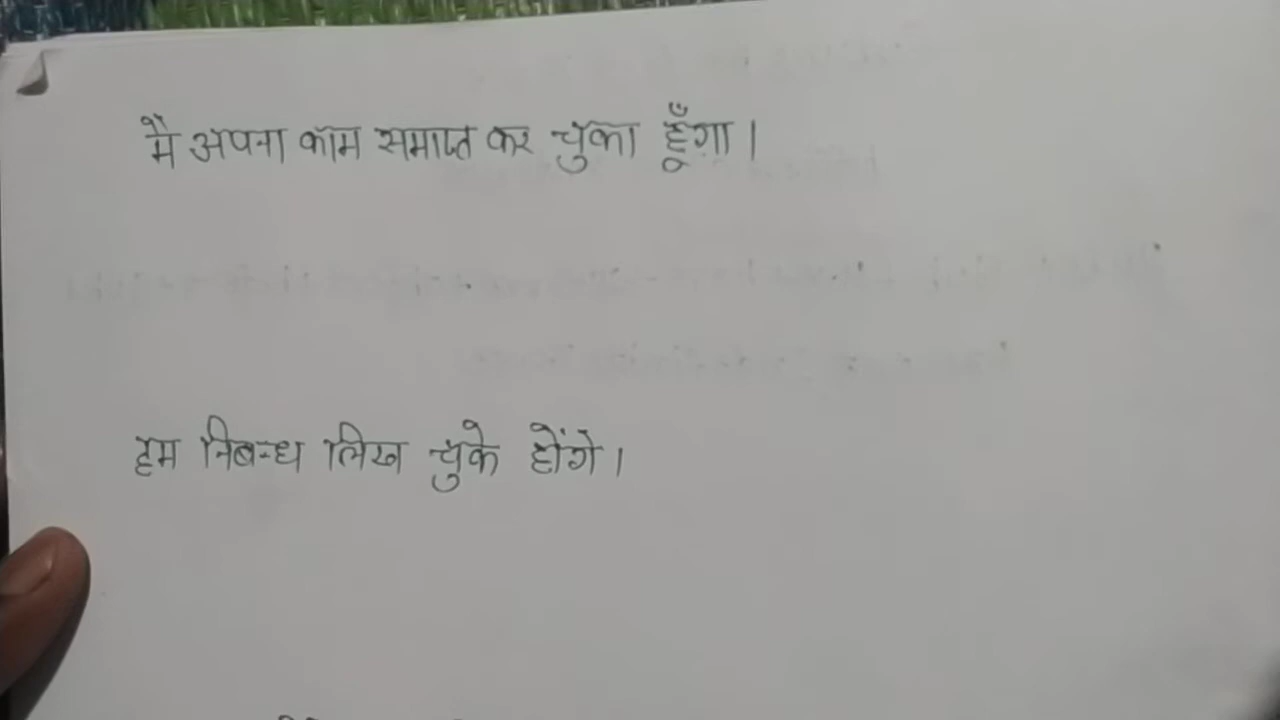 मैं अपना काम समाप्त कर चुका हूँगा।
हम निबन्ध लिख चुके होंगे।